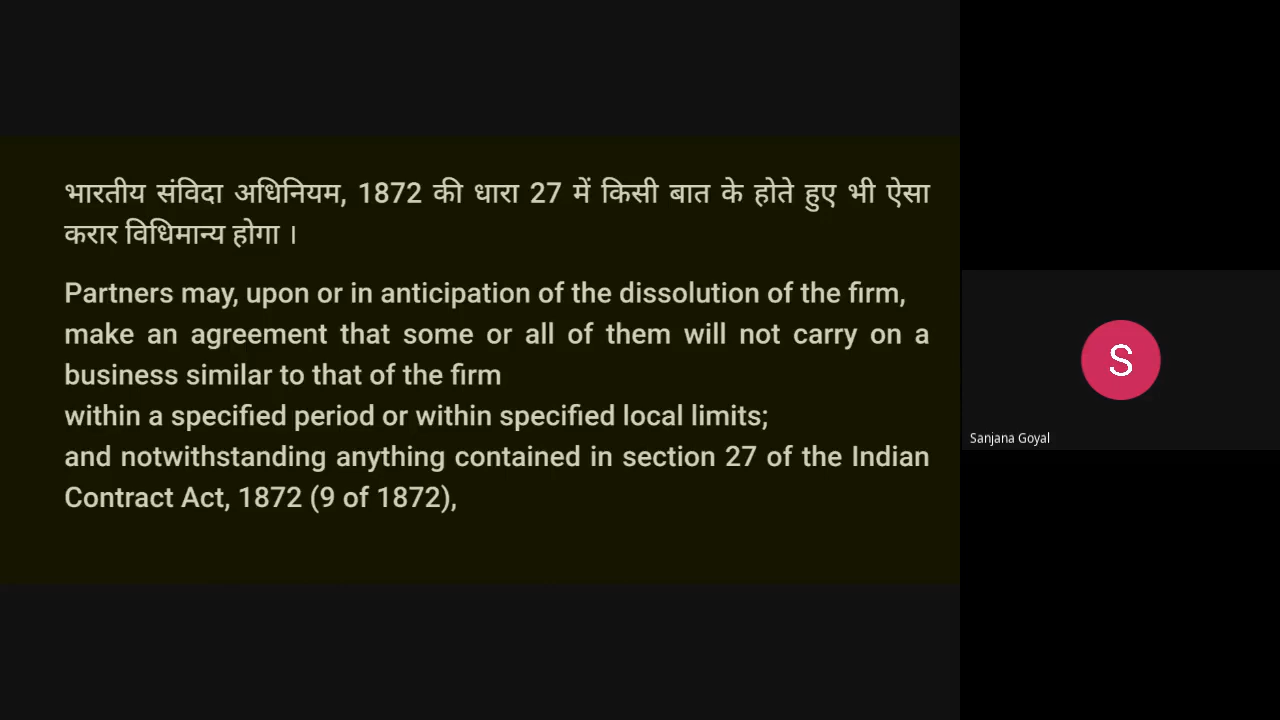 भारतीय संविदा अधिनियम, 1872 की धारा 27 में किसी बात के होते हुए भी ऐसा
करार विधिमान्य होगा ।
Partners may, upon or in anticipation of the dissolution of the firm,
make an agreement that some or all of them will not carry on a
business similar to that of the firm
within a specified period or within specified local limits;
and notwithstanding anything contained in section 27 of the Indian
Contract Act, 1872 (9 of 1872),
S
Sanjana Goyal